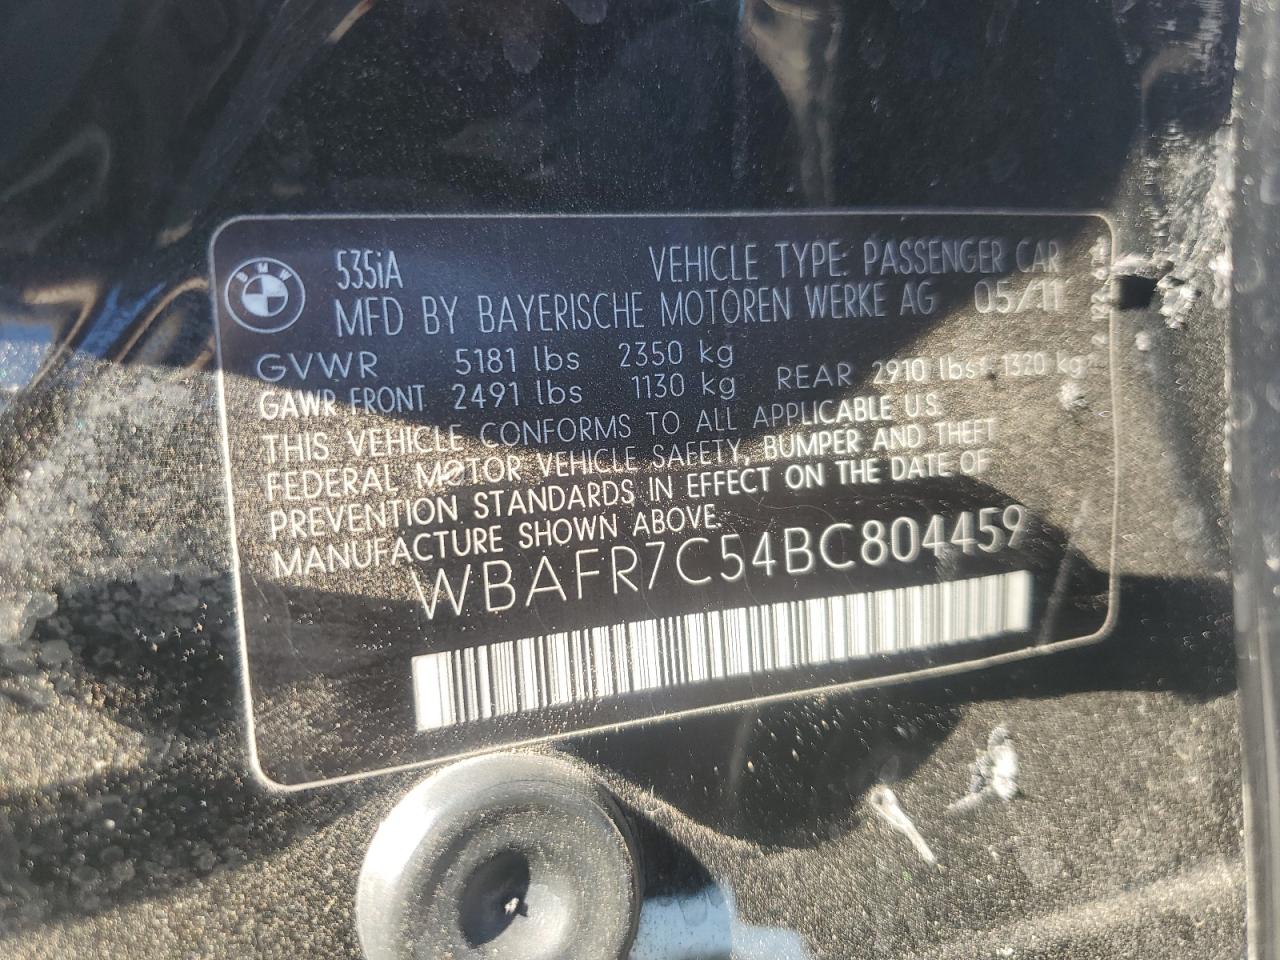 BMW
535iA VEHICLE TYPE: PASSENGER CAR
MFD BY BAYERISCHE MOTOREN WERKE AG 05/11
GVWR 5181 lbs 2350 kg
GAWR FRONT 2491 lbs 1130 kg REAR 2910 lbs 1320 kg
THIS VEHICLE CONFORMS TO ALL APPLICABLE U.S.
FEDERAL MOTOR VEHICLE SAFETY, BUMPER AND THEFT
PREVENTION STANDARDS IN EFFECT ON THE DATE OF
MANUFACTURE SHOWN ABOVE.
WBAFR7C54BC804459